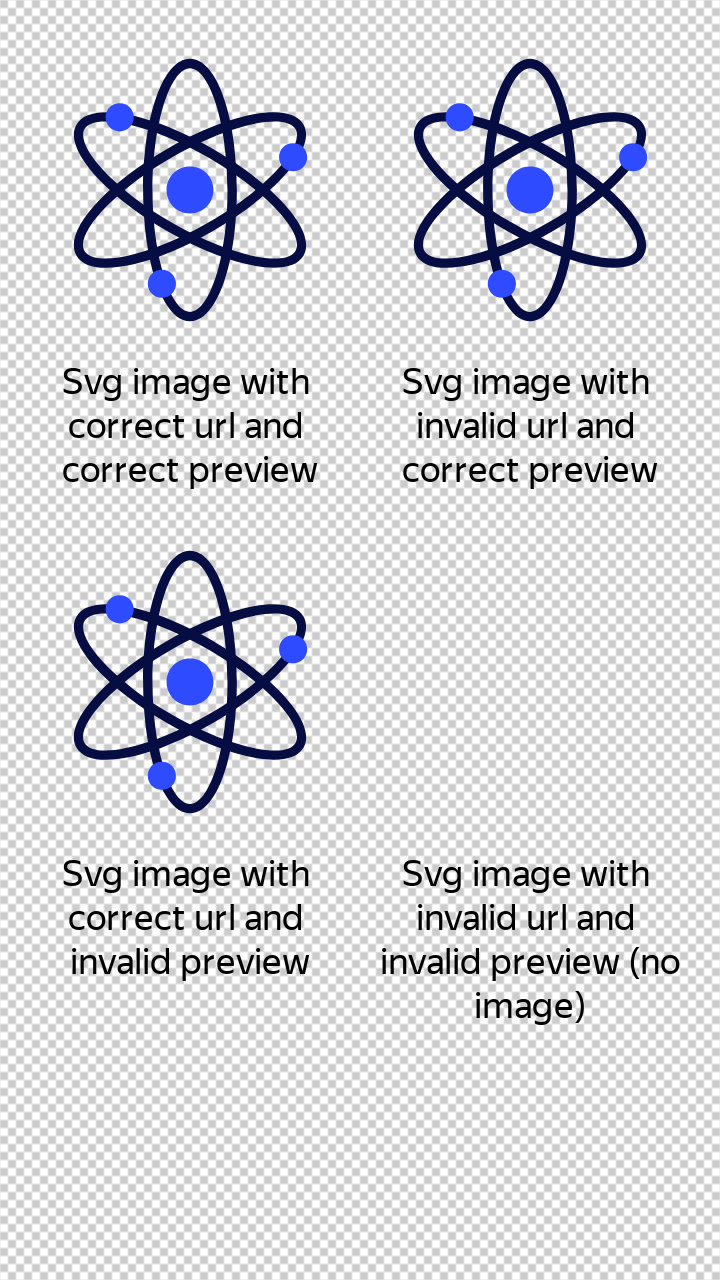 Svg image with
correct url and
correct preview
Svg image with
invalid url and
correct preview
Svg image with
correct url and
invalid preview
Svg image with
invalid url and
invalid preview (no
image)